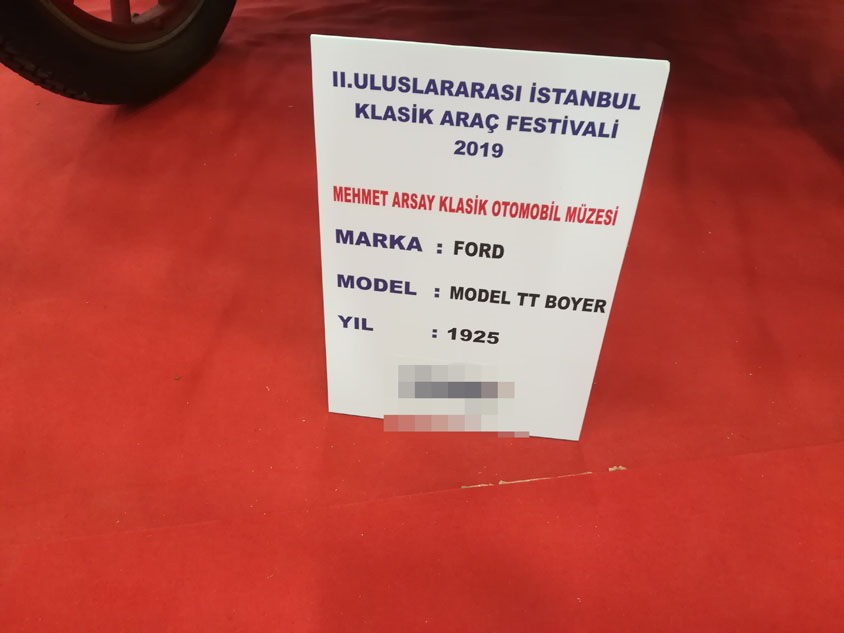 II.ULUSLARARASI İSTANBUL
KLASİK ARAÇ FESTİVALİ
2019
MEHMET ARSAY KLASİK OTOMOBİL MÜZESİ
MARKA : FORD
MODEL : MODEL TT BOYER
YIL : 1925